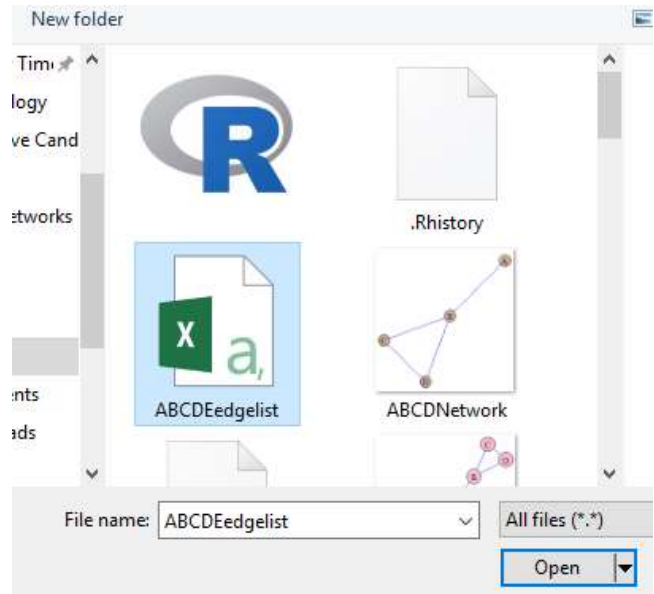 New folder
Tim
logy
ve Cand
etworks
ents
ads
R
.Rhistory
X
a,
ABCDEedgelist
ABCDNetwork
File name:
ABCDEedgelist
All files (*.*)
Open